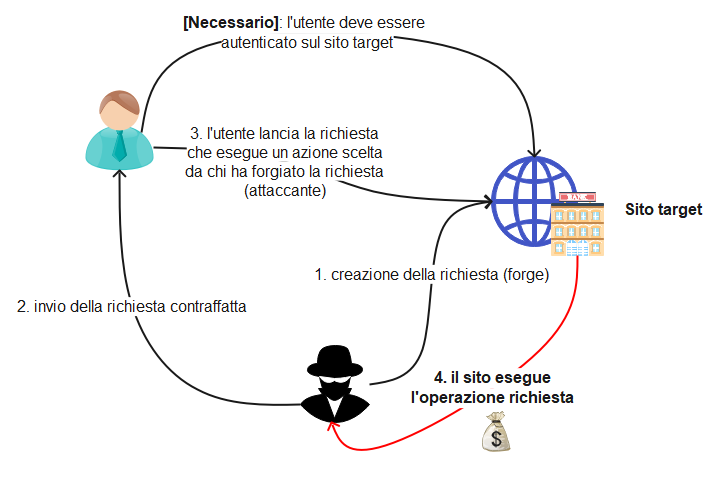 [Necessario]: l'utente deve essere
autenticato sul sito target
3. l'utente lancia la richiesta
che esegue un azione scelta
da chi ha forgiato la richiesta
(attaccante)
Sito target
1. creazione della richiesta (forge)
2. invio della richiesta contraffatta
4. il sito esegue
l'operazione richiesta
$